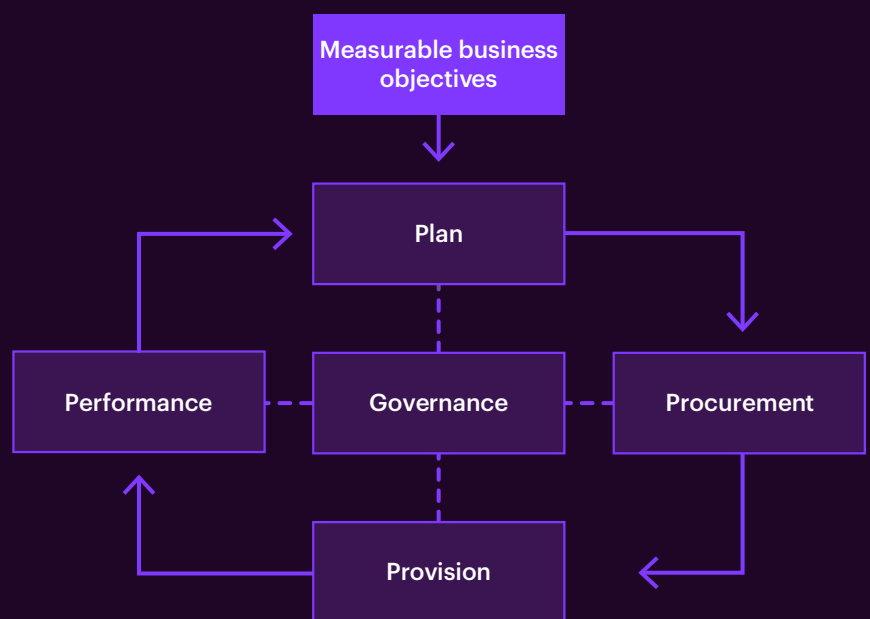 Measurable business
objectives
Plan
Performance
Governance
Procurement
Provision